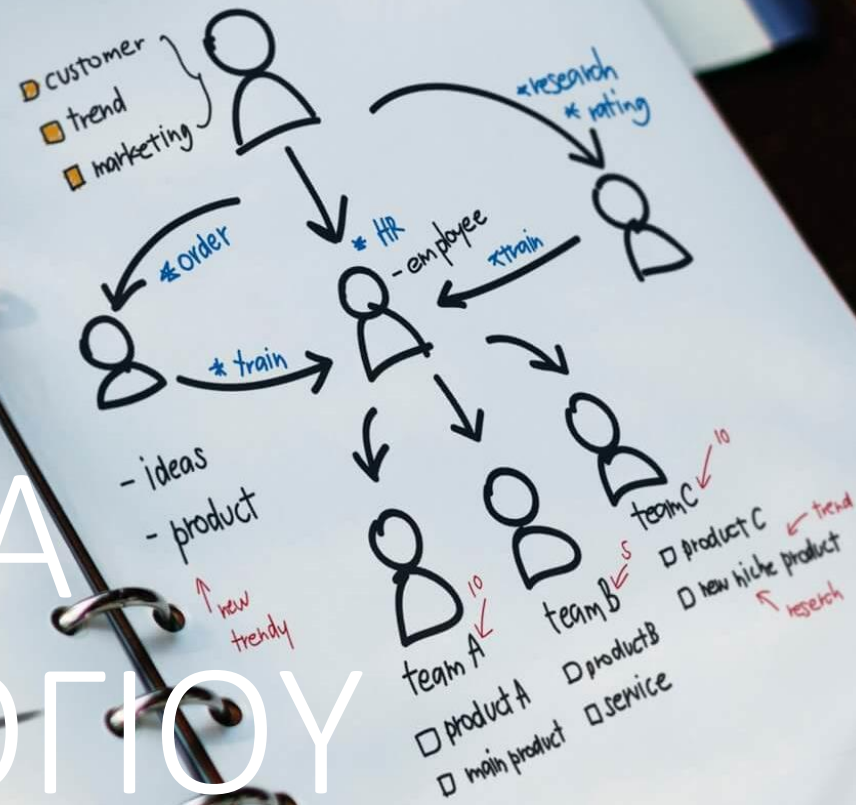 customer
trend
marketing
*research
* rating
*order
* HR
- employee
*train
* train
- ideas
- product
new
trendy
10
team A
product A
main product
5
team B
product B
service
10
team C
product C
new niche product
trend
reserch
Α
ΟΓΙΟΥ